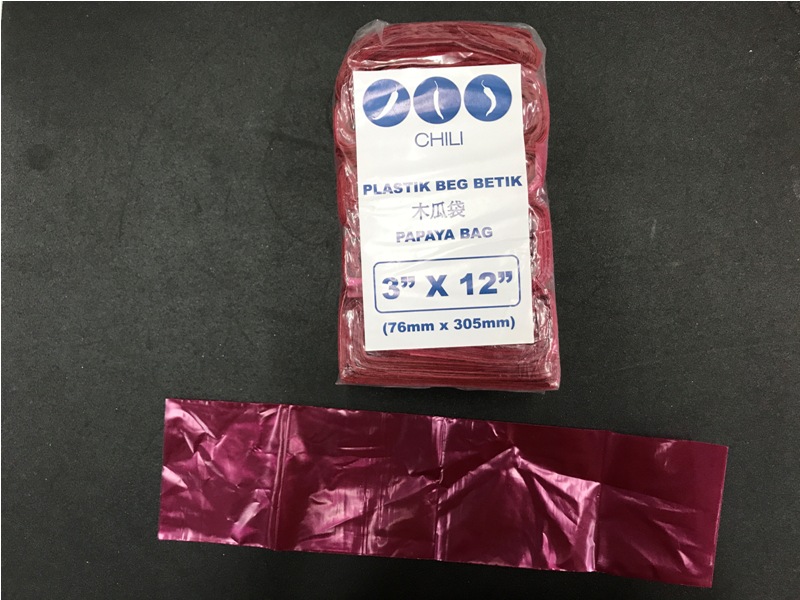 CHILI
PLASTIK BEG BETIK
木瓜袋
PAPAYA BAG
3” X 12”
(76mm x 305mm)